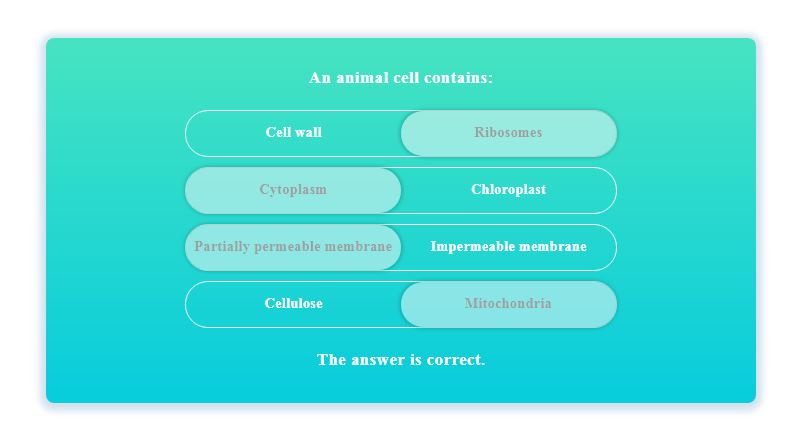 An animal cell contains:
Cell wall Ribosomes
Cytoplasm Chloroplast
Partially permeable membrane Impermeable membrane
Cellulose Mitochondria
The answer is correct.